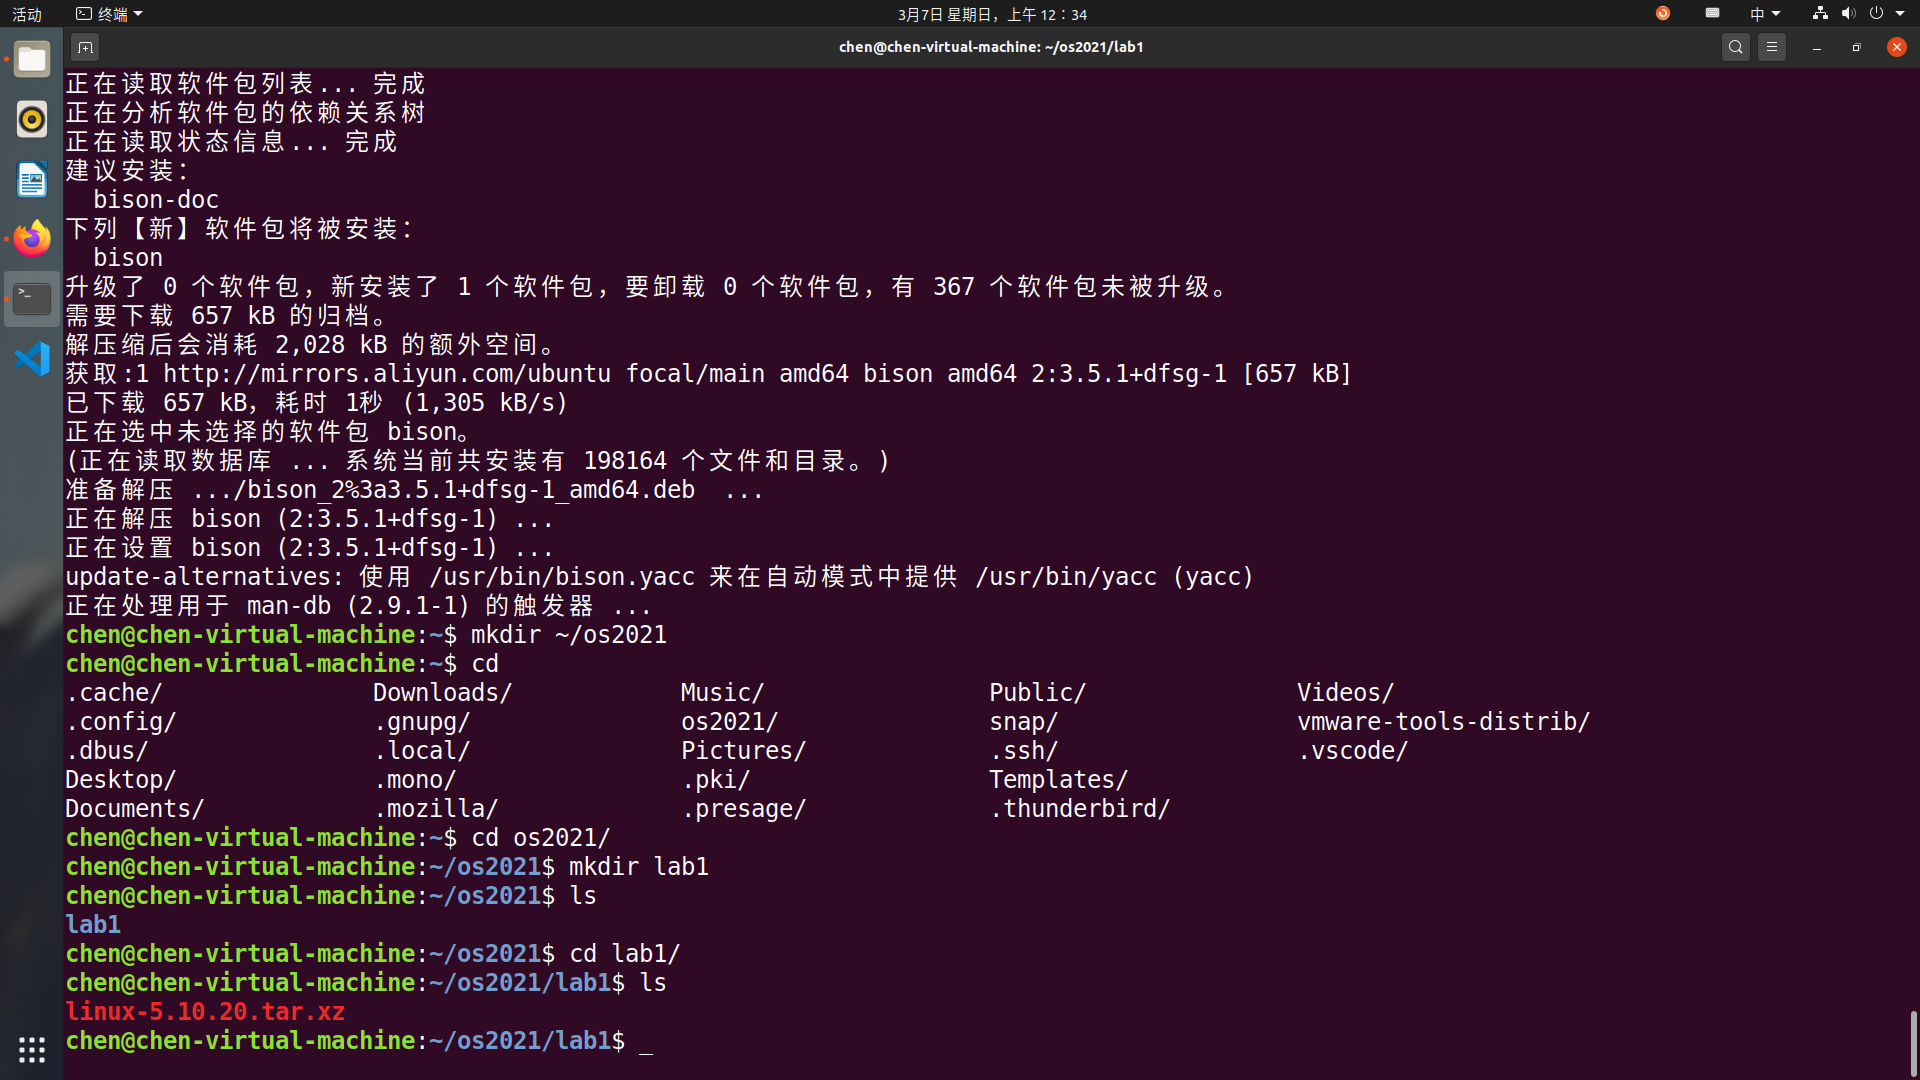 活动
终端
3月7日 星期日，上午 12：34
中
chen@chen-virtual-machine: ~/os2021/lab1
正在读取软件包列表... 完成
正在分析软件包的依赖关系树
正在读取状态信息... 完成
建议安装：
  bison-doc
下列【新】软件包将被安装：
  bison
升级了 0 个软件包，新安装了 1 个软件包，要卸载 0 个软件包，有 367 个软件包未被升级。
需要下载 657 kB 的归档。
解压缩后会消耗 2,028 kB 的额外空间。
获取:1 http://mirrors.aliyun.com/ubuntu focal/main amd64 bison amd64 2:3.5.1+dfsg-1 [657 kB]
已下载 657 kB，耗时 1秒 (1,305 kB/s)
正在选中未选择的软件包 bison。
(正在读取数据库 ... 系统当前共安装有 198164 个文件和目录。)
准备解压 .../bison_2%3a3.5.1+dfsg-1_amd64.deb  ...
正在解压 bison (2:3.5.1+dfsg-1) ...
正在设置 bison (2:3.5.1+dfsg-1) ...
update-alternatives: 使用 /usr/bin/bison.yacc 来在自动模式中提供 /usr/bin/yacc (yacc)
正在处理用于 man-db (2.9.1-1) 的触发器 ...
chen@chen-virtual-machine:~$ mkdir ~/os2021
chen@chen-virtual-machine:~$ cd
.cache/               Downloads/            Music/                Public/               Videos/
.config/              .gnupg/               os2021/               snap/                 vmware-tools-distrib/
.dbus/                .local/               Pictures/             .ssh/                 .vscode/
Desktop/              .mono/                .pki/                 Templates/
Documents/            .mozilla/             .presage/             .thunderbird/
chen@chen-virtual-machine:~$ cd os2021/
chen@chen-virtual-machine:~/os2021$ mkdir lab1
chen@chen-virtual-machine:~/os2021$ ls
lab1
chen@chen-virtual-machine:~/os2021$ cd lab1/
chen@chen-virtual-machine:~/os2021/lab1$ ls
linux-5.10.20.tar.xz
chen@chen-virtual-machine:~/os2021/lab1$ _